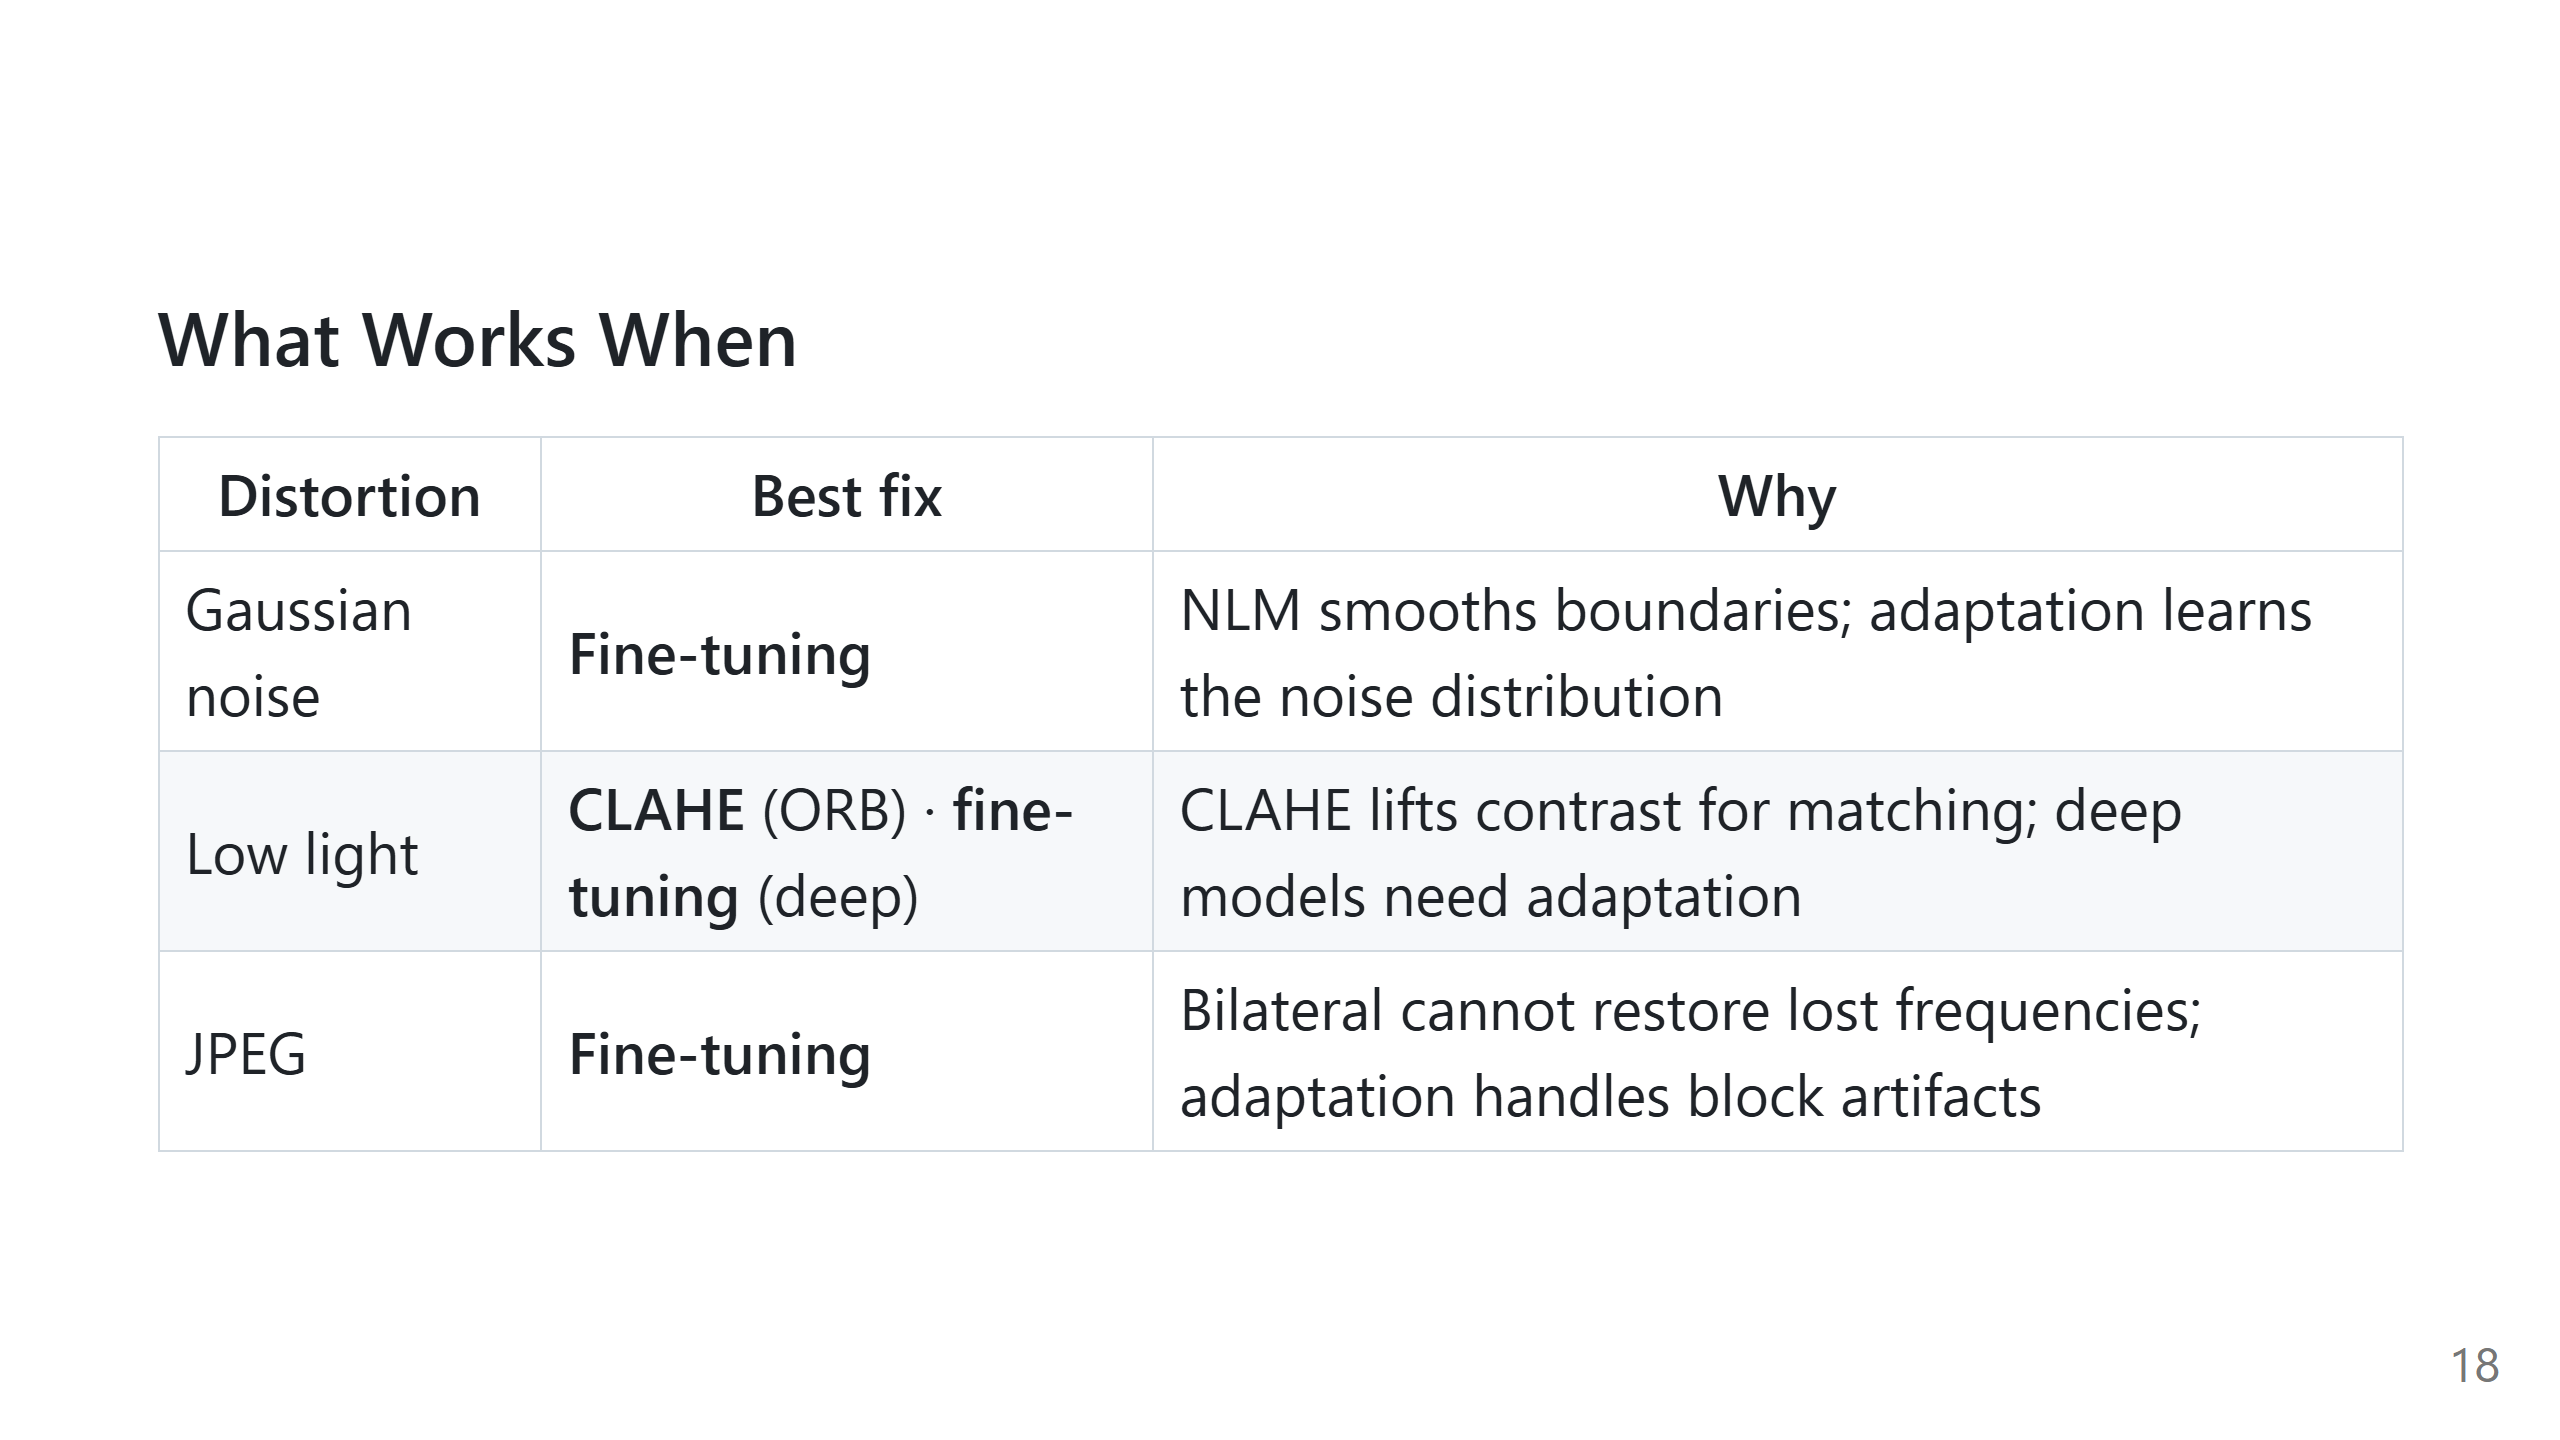 What Works When
Distortion
Best fix
Why
Gaussian
noise
Fine-tuning
NLM smooths boundaries; adaptation learns
the noise distribution
Low light
CLAHE (ORB) · fine-
tuning (deep)
CLAHE lifts contrast for matching; deep
models need adaptation
JPEG
Fine-tuning
Bilateral cannot restore lost frequencies;
adaptation handles block artifacts
18